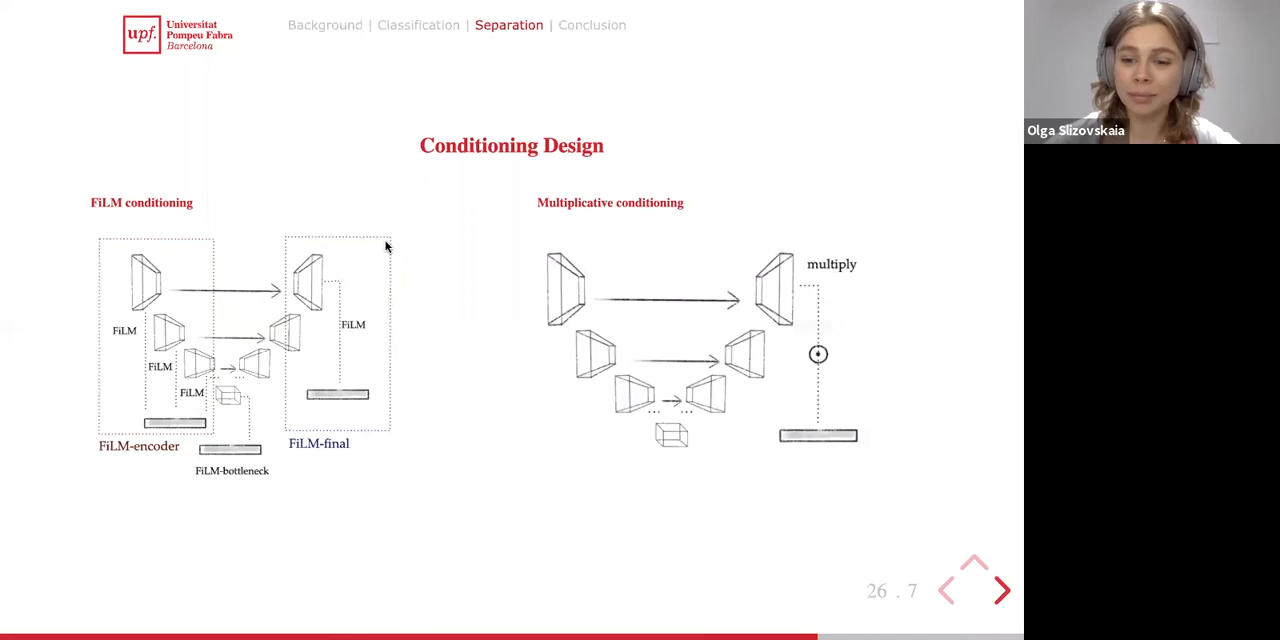 upf.
Universitat
Pompeu Fabra
Barcelona
Background | Classification | Separation | Conclusion
Olga Slizovskaia
Conditioning Design
FiLM conditioning
Multiplicative conditioning
multiply
FiLM
FiLM
FiLM
FiLM
FiLM-encoder
FiLM-final
FiLM-bottleneck
26 . 7